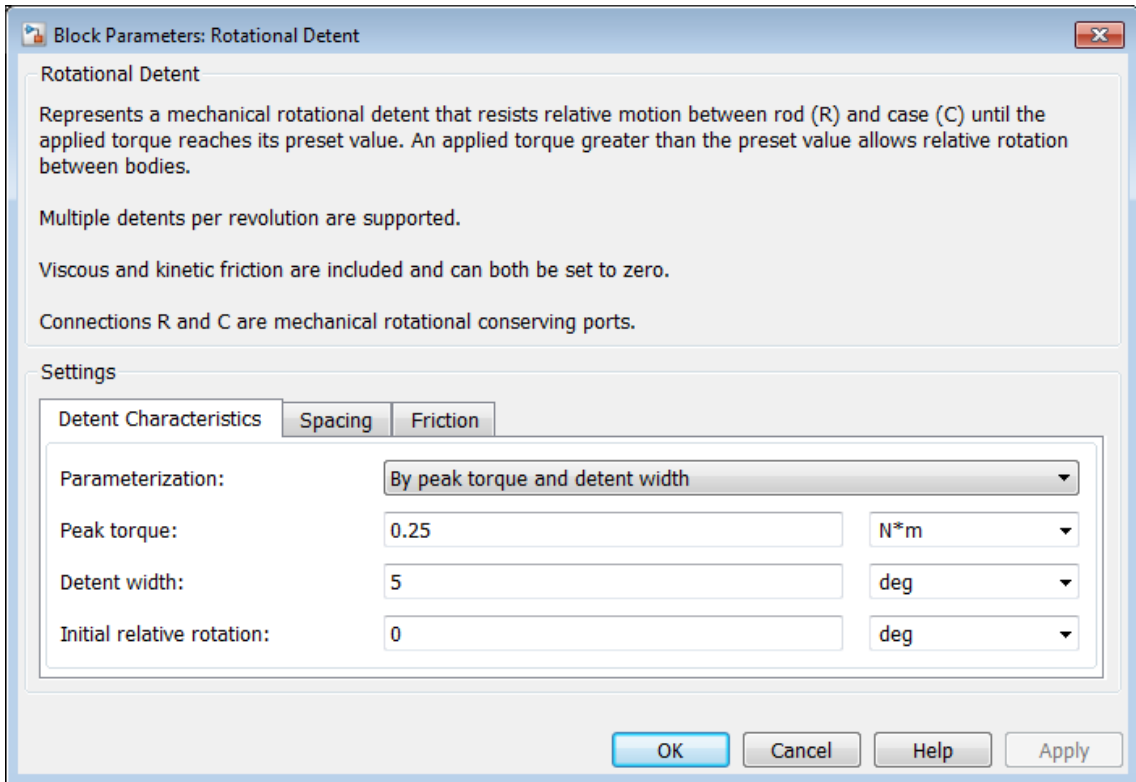 Block Parameters: Rotational Detent
Rotational Detent
Represents a mechanical rotational detent that resists relative motion between rod (R) and case (C) until the
applied torque reaches its preset value. An applied torque greater than the preset value allows relative rotation
between bodies.
Multiple detents per revolution are supported.
Viscous and kinetic friction are included and can both be set to zero.
Connections R and C are mechanical rotational conserving ports.
Settings
Detent Characteristics Spacing Friction
Parameterization: By peak torque and detent width
Peak torque: 0.25 N*m
Detent width: 5 deg
Initial relative rotation: 0 deg
OK Cancel Help Apply